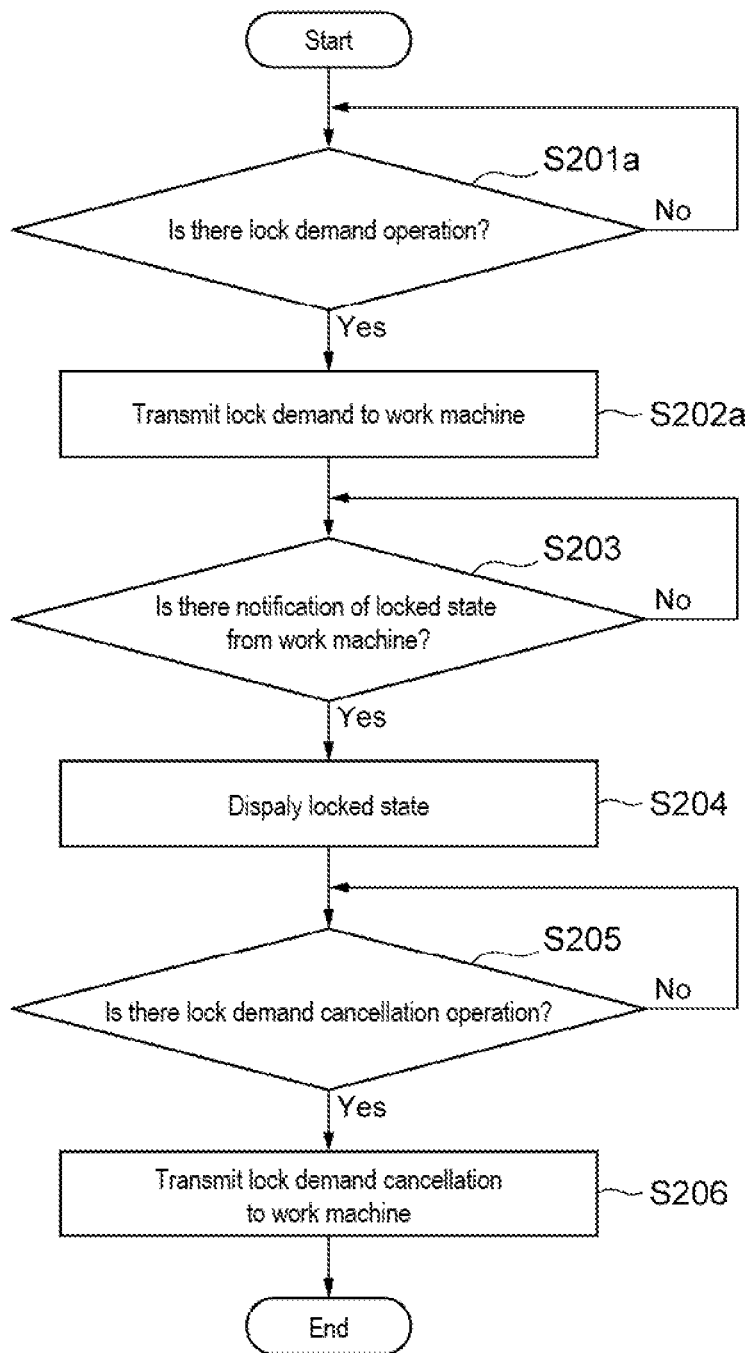 Start
S201a
Is there lock demand operation?
No
Yes
Transmit lock demand to work machine
S202a
S203
Is there notification of locked state
from work machine?
No
Yes
Dispaly locked state
S204
S205
Is there lock demand cancellation operation?
No
Yes
Transmit lock demand cancellation
to work machine
S206
End